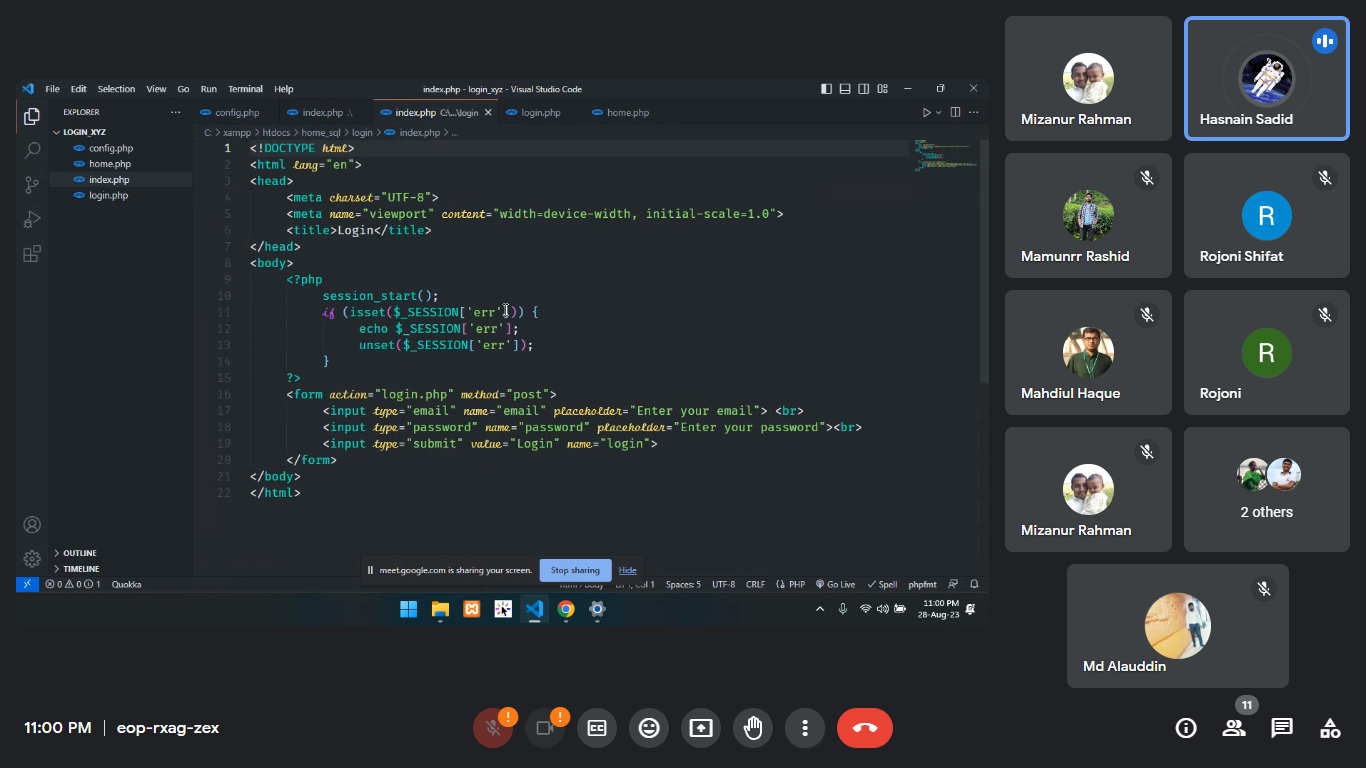 File Edit Selection View Go Run Terminal Help
index.php - login_xyz - Visual Studio Code
EXPLORER
LOGIN_XYZ
config.php
home.php
index.php
login.php
OUTLINE
TIMELINE
config.php
index.php .\
index.php C:\...\login
login.php
home.php
C: > xampp > htdocs > home_sql > login > index.php > ...
1 <!DOCTYPE html>
2 <html lang="en">
3 <head>
4 <meta charset="UTF-8">
5 <meta name="viewport" content="width=device-width, initial-scale=1.0">
6 <title>Login</title>
7 </head>
8 <body>
9 <?php
10 session_start();
11 if (isset($_SESSION['err'])) {
12 echo $_SESSION['err'];
13 unset($_SESSION['err']);
14 }
15 ?>
16 <form action="login.php" method="post">
17 <input type="email" name="email" placeholder="Enter your email"> <br>
18 <input type="password" name="password" placeholder="Enter your password"><br>
19 <input type="submit" value="Login" name="login">
20 </form>
21 </body>
22 </html>
meet.google.com is sharing your screen.
Stop sharing
Hide
0 0 1 Quokka
Spaces: 5 UTF-8 CRLF PHP Go Live Spell phpfmt
11:00 PM
28-Aug-23
Mizanur Rahman
Hasnain Sadid
Mamunrr Rashid
R
Rojoni Shifat
Mahdiul Haque
R
Rojoni
Mizanur Rahman
2 others
Md Alauddin
11:00 PM | eop-rxag-zex
! !
CC
11